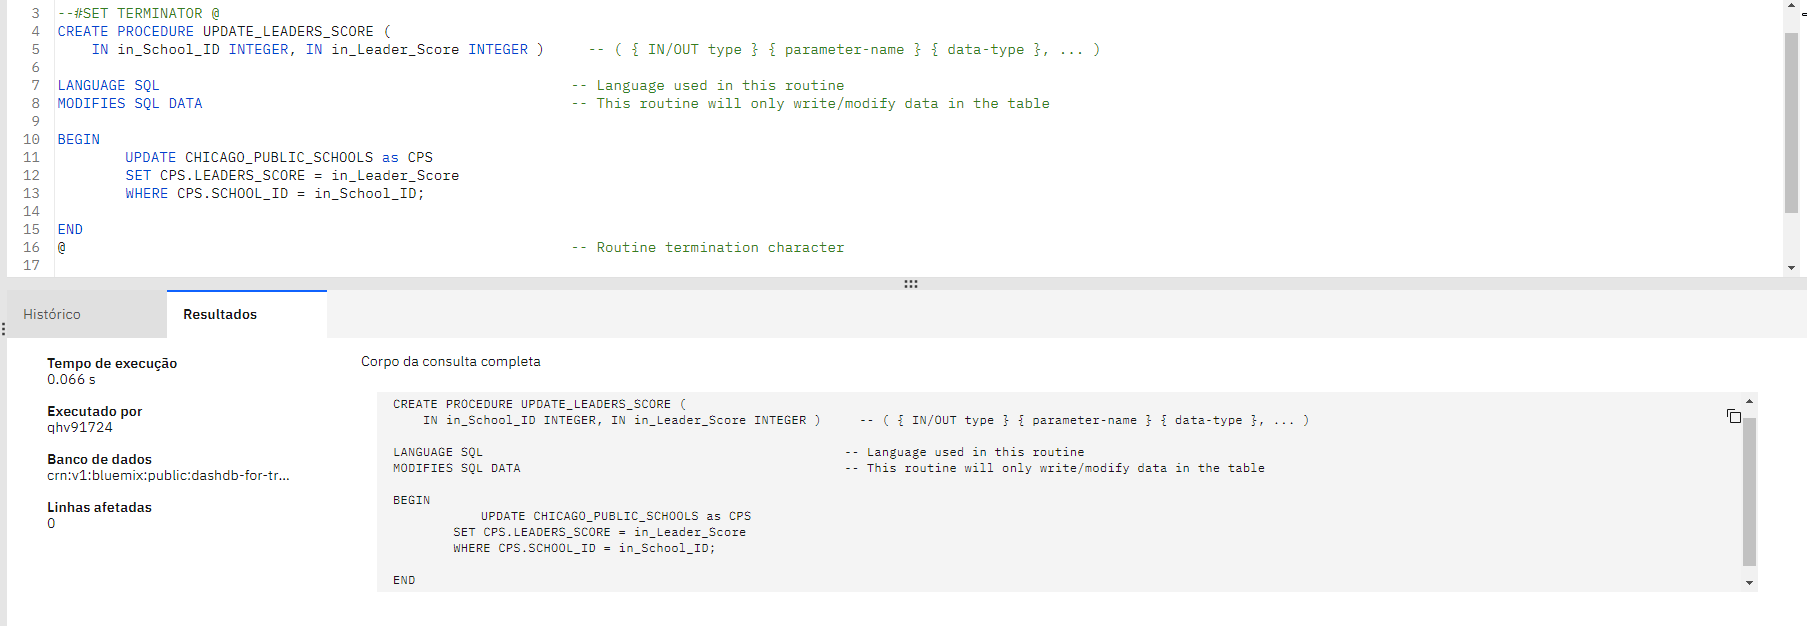 3 --#SET TERMINATOR @
4 CREATE PROCEDURE UPDATE_LEADERS_SCORE (
5 IN in_School_ID INTEGER, IN in_Leader_Score INTEGER ) -- ( { IN/OUT type } { parameter-name } { data-type }, ... )
6
7 LANGUAGE SQL -- Language used in this routine
8 MODIFIES SQL DATA -- This routine will only write/modify data in the table
9
10 BEGIN
11 UPDATE CHICAGO_PUBLIC_SCHOOLS as CPS
12 SET CPS.LEADERS_SCORE = in_Leader_Score
13 WHERE CPS.SCHOOL_ID = in_School_ID;
14
15 END
16 @ -- Routine termination character
17
Histórico
Resultados
Tempo de execução
0.066 s
Executado por
qhv91724
Banco de dados
crn:v1:bluemix:public:dashdb-for-tr...
Linhas afetadas
0
Corpo da consulta completa
CREATE PROCEDURE UPDATE_LEADERS_SCORE (
IN in_School_ID INTEGER, IN in_Leader_Score INTEGER ) -- ( { IN/OUT type } { parameter-name } { data-type }, ... )
LANGUAGE SQL -- Language used in this routine
MODIFIES SQL DATA -- This routine will only write/modify data in the table
BEGIN
UPDATE CHICAGO_PUBLIC_SCHOOLS as CPS
SET CPS.LEADERS_SCORE = in_Leader_Score
WHERE CPS.SCHOOL_ID = in_School_ID;
END